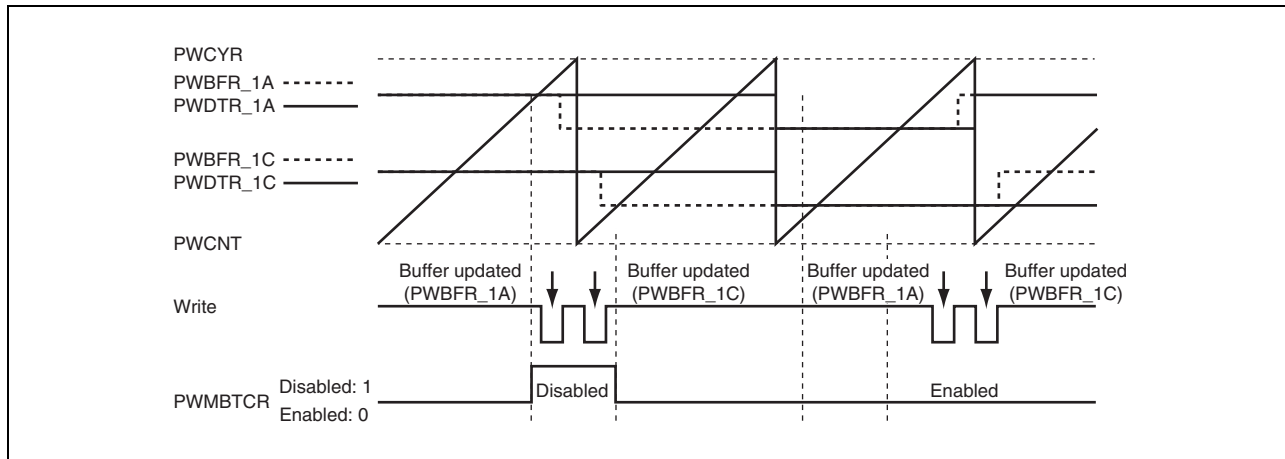 PWCYR
PWBFR_1A
PWDTR_1A
PWBFR_1C
PWDTR_1C
PWCNT
Buffer updated
(PWBFR_1A)
Buffer updated
(PWBFR_1C)
Buffer updated
(PWBFR_1A)
Buffer updated
(PWBFR_1C)
Write
PWMBTCR
Disabled: 1
Enabled: 0
Disabled
Enabled